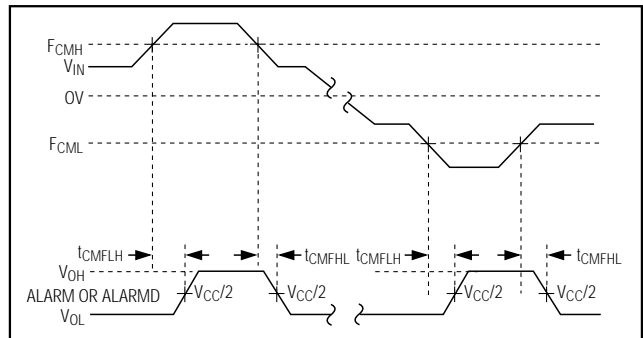 FCMH
VIN
OV
FCML
tCMFLH tCMFHL tCMFLH tCMFHL
VOH
ALARM OR ALARMD VCC/2 VCC/2 VCC/2 VCC/2
VOL